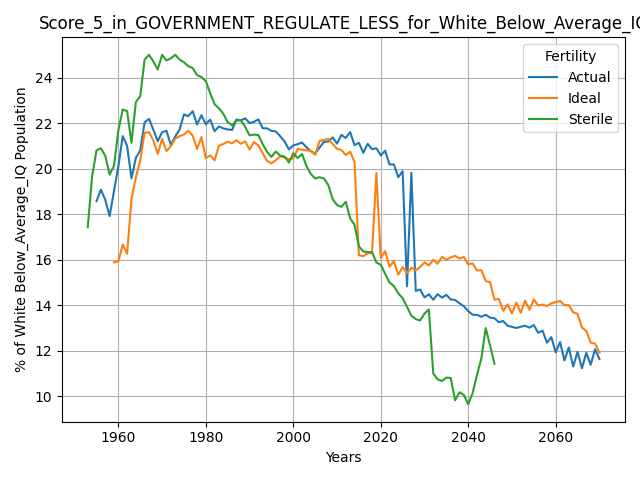 Score_5_in_GOVERNMENT_REGULATE_LESS_for_White_Below_Average_IQ
Fertility
Actual
Ideal
Sterile
% of White Below_Average_IQ Population
24
22
20
18
16
14
12
10
1960 1980 2000 2020 2040 2060
Years